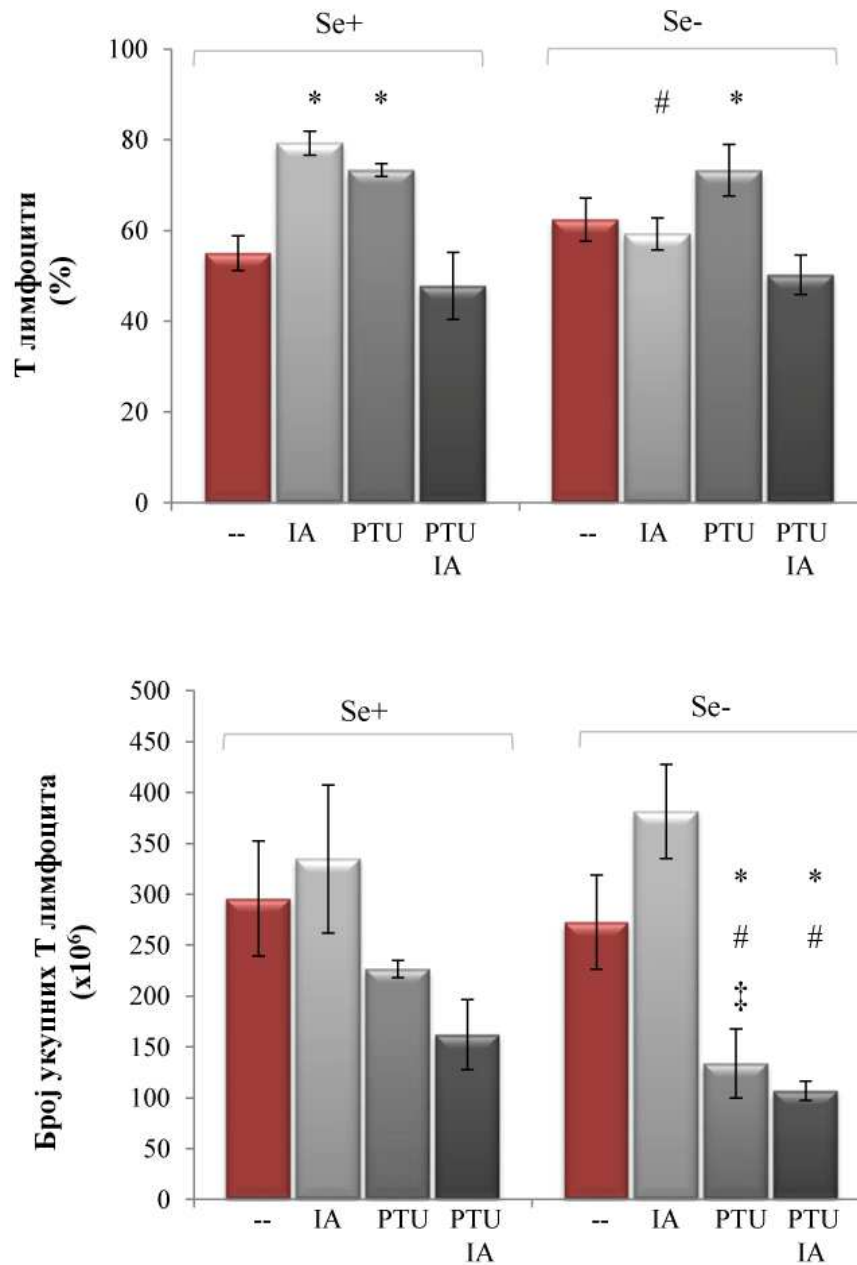 Se+ Se-
100
80
60
40
20
0
Т лимфоцити
(%)
* * # *
-- IA PTU PTU
IA
-- IA PTU PTU
IA
500
450
400
350
300
250
200
150
100
50
0
Број укупних Т лимфоцита
(x10⁶)
Se+ Se-
* *
# #
‡
-- IA PTU PTU
IA
-- IA PTU PTU
IA